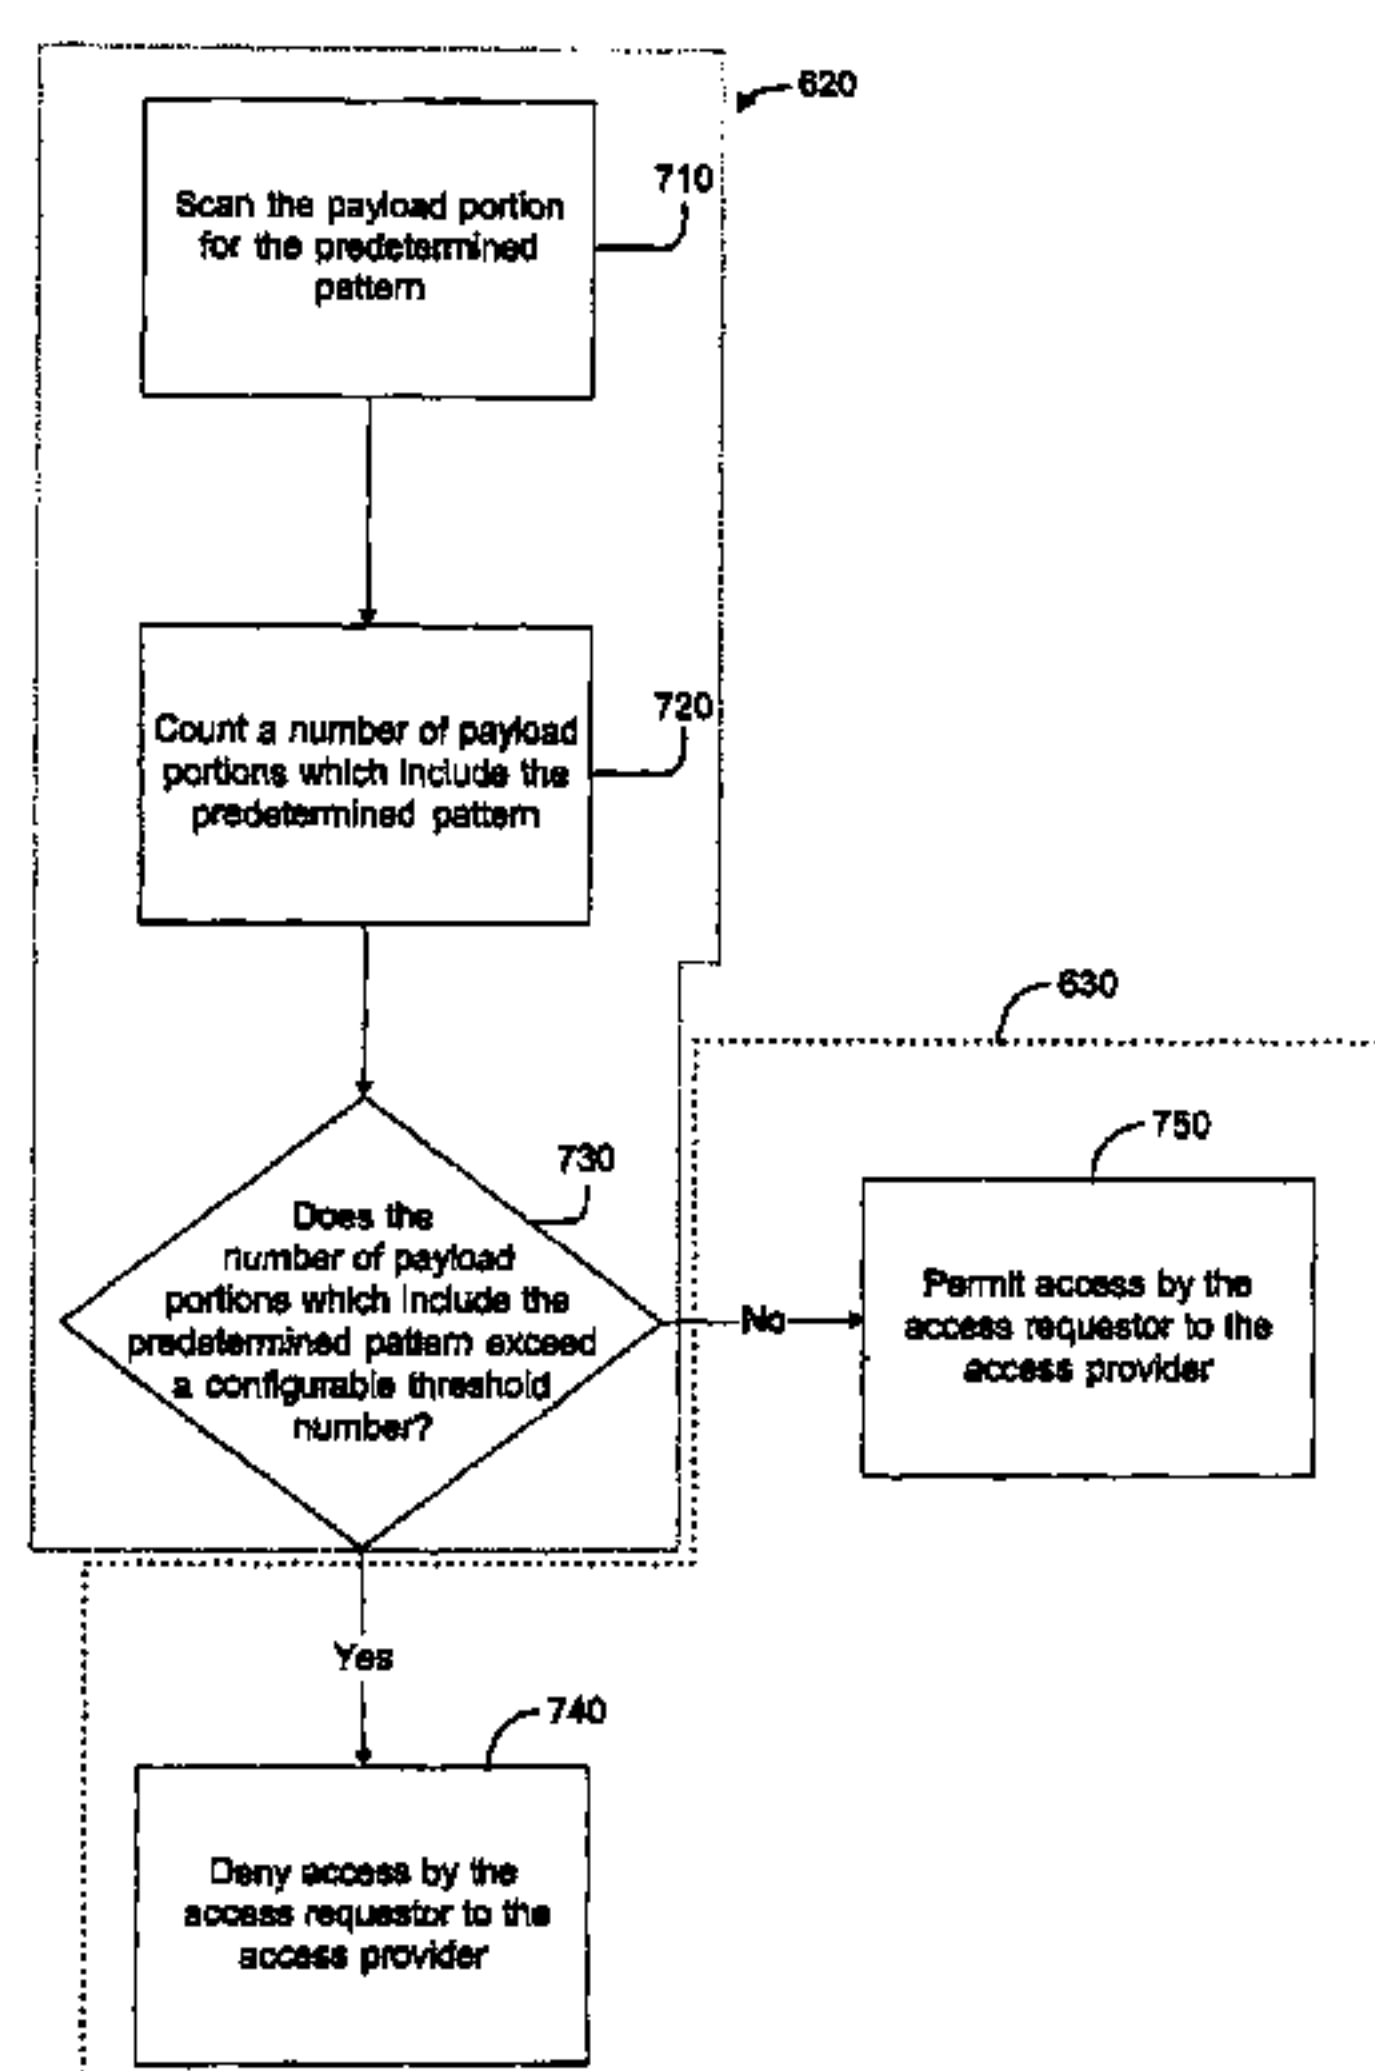 620
710
Scan the payload portion
for the predetermined
pattern
720
Count a number of payload
portions which include the
predetermined pattern
630
750
730
Does the
number of payload
portions which include the
predetermined pattern exceed
a configurable threshold
number?
No
Permit access by the
access requestor to the
access provider
Yes
740
Deny access by the
access requestor to the
access provider